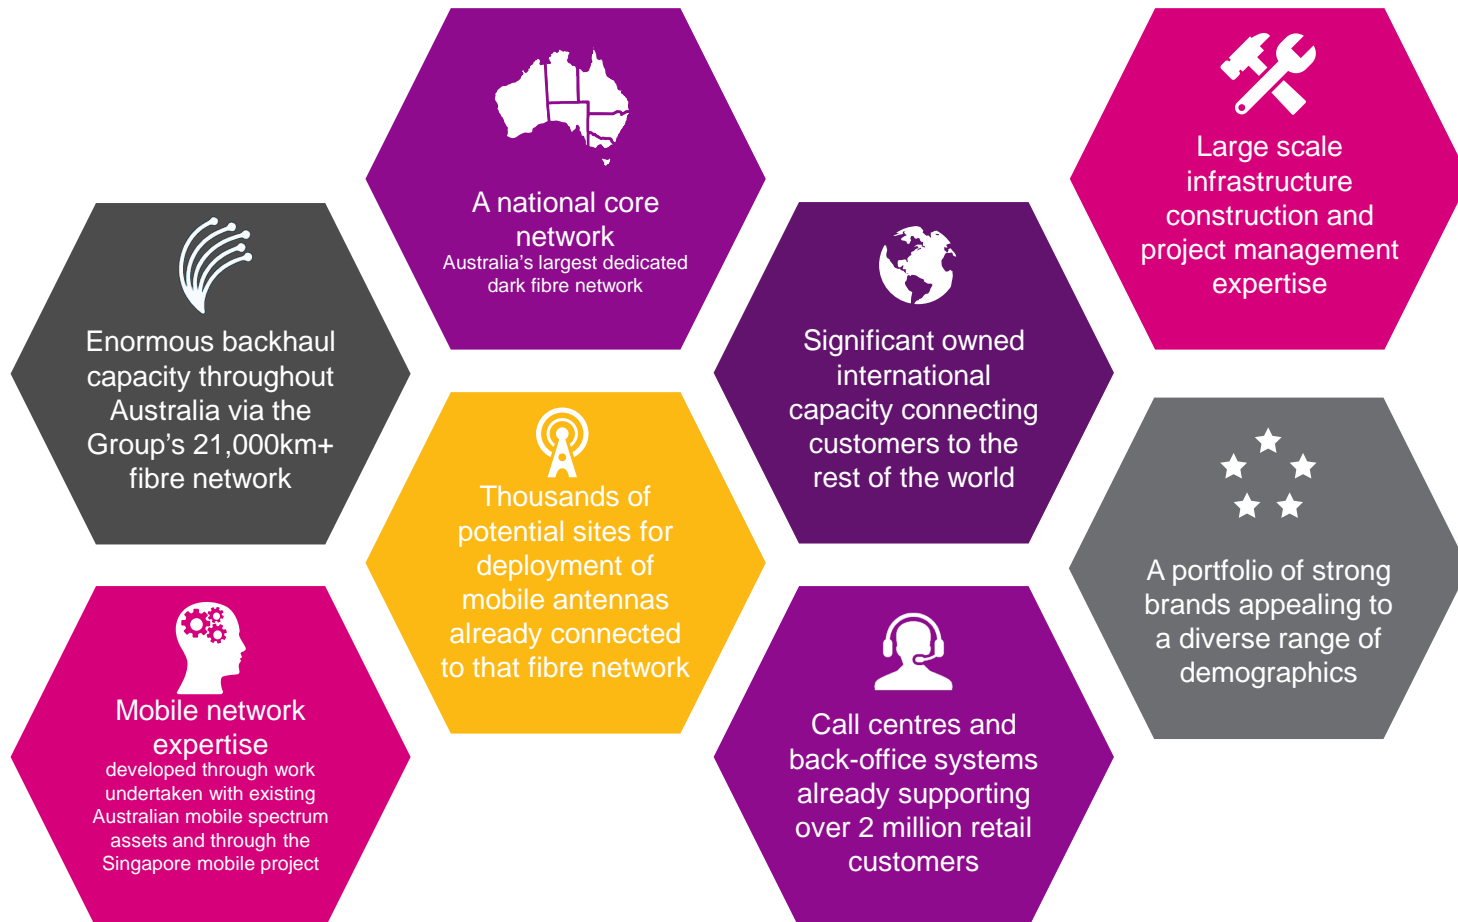 A national core
network
Australia’s largest dedicated
dark fibre network
Large scale
infrastructure
construction and
project management
expertise
Enormous backhaul
capacity throughout
Australia via the
Group’s 21,000km+
fibre network
Significant owned
international
capacity connecting
customers to the
rest of the world
Thousands of
potential sites for
deployment of
mobile antennas
already connected
to that fibre network
A portfolio of strong
brands appealing to
a diverse range of
demographics
Mobile network
expertise
developed through work
undertaken with existing
Australian mobile spectrum
assets and through the
Singapore mobile project
Call centres and
back-office systems
already supporting
over 2 million retail
customers